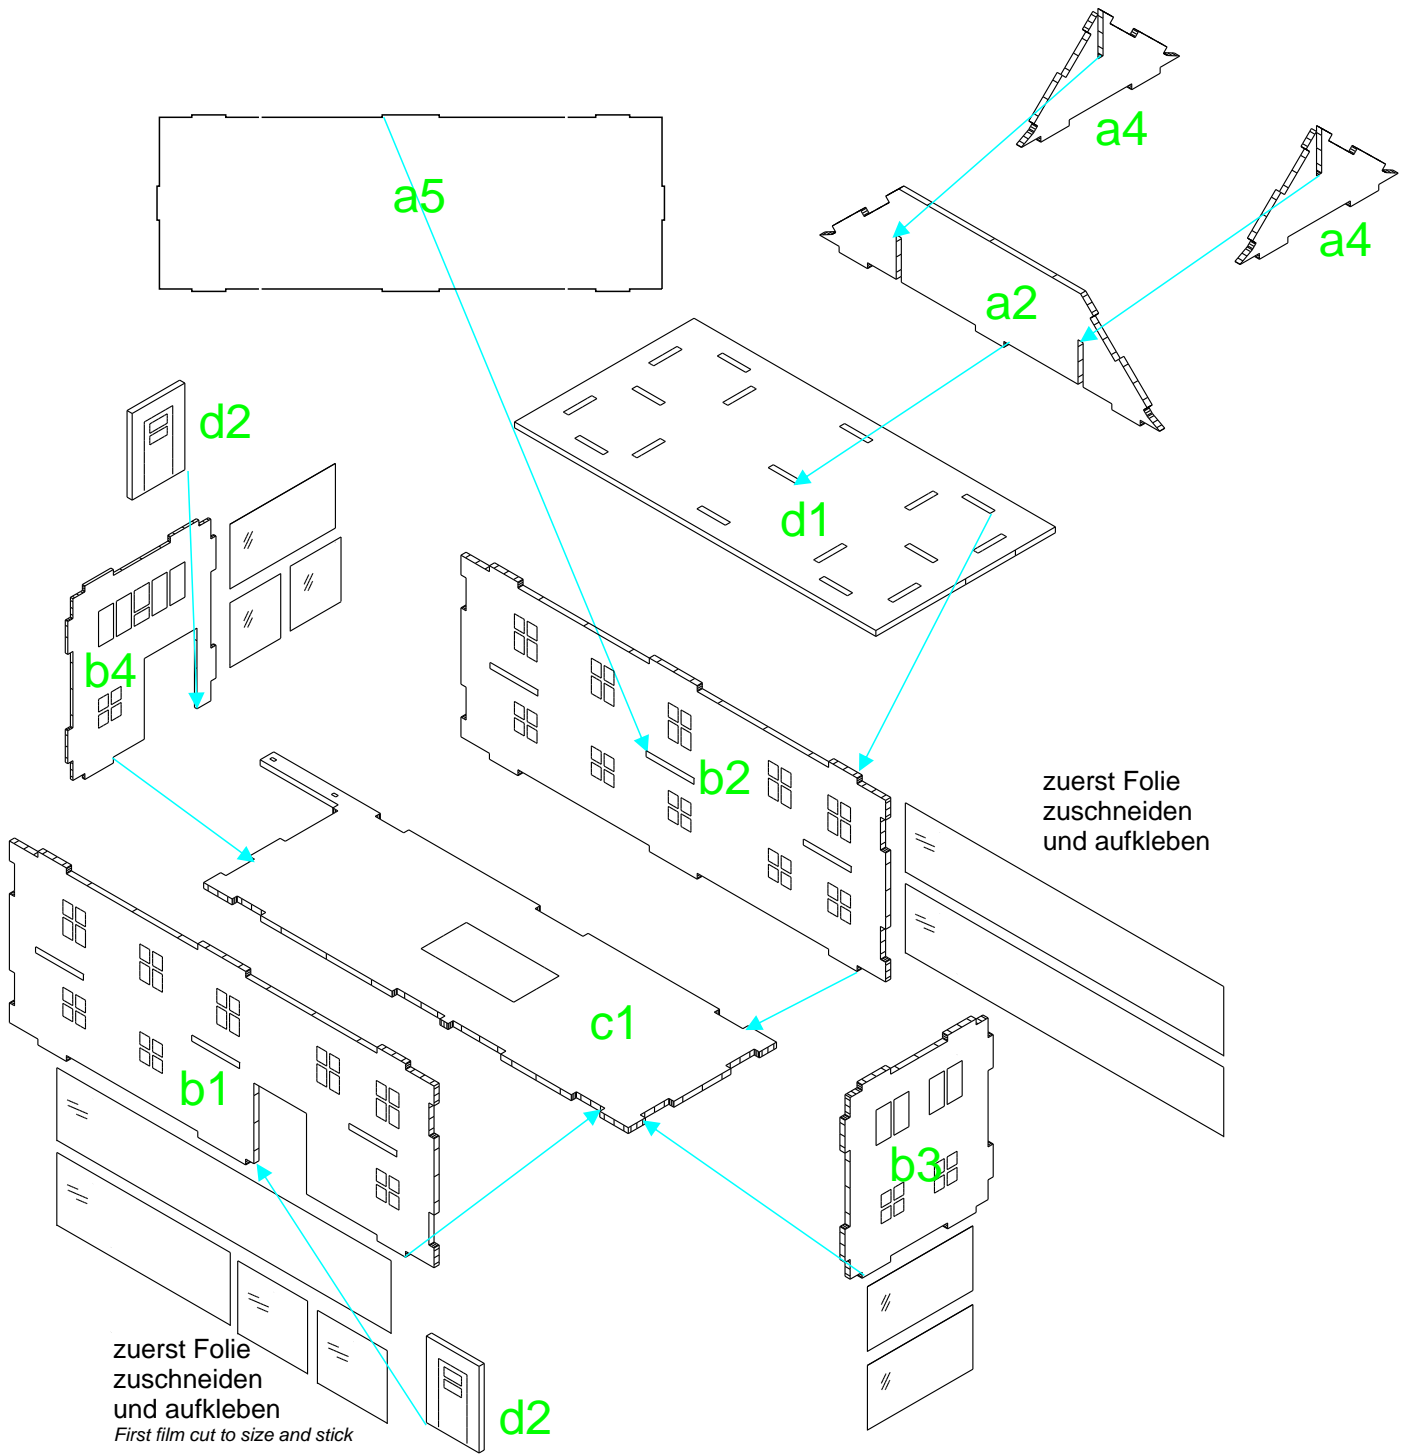 a4
a5
a4
a2
d2
d1
b4
b2
zuerst Folie
zuschneiden
und aufkleben
c1
b1
b3
zuerst Folie
zuschneiden
und aufkleben
First film cut to size and stick
d2